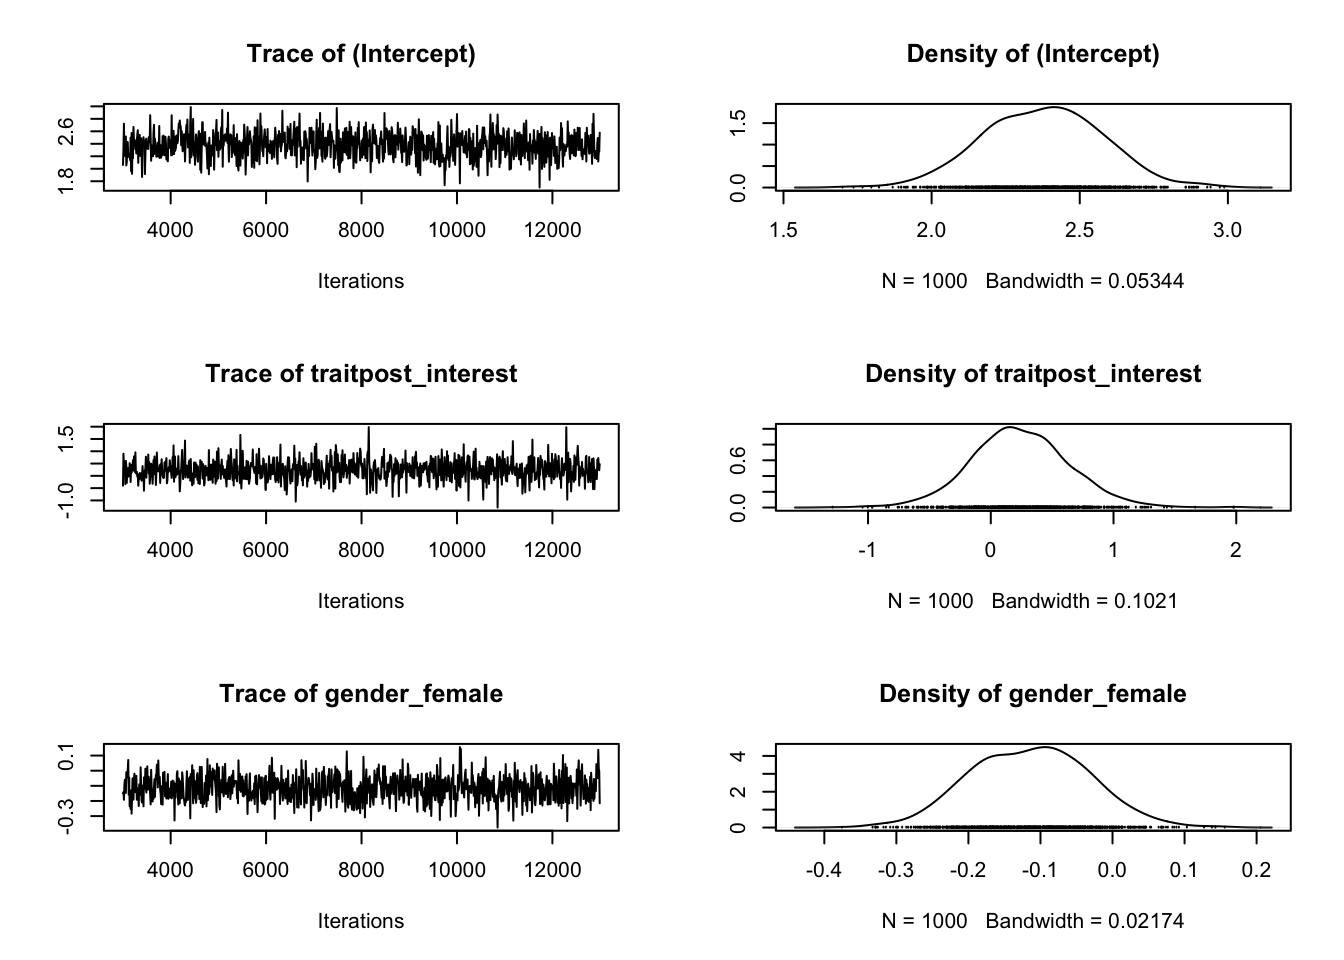 Trace of (Intercept)
2.6
1.8
4000 6000 8000 10000 12000
Iterations
Density of (Intercept)
1.5
0.0
1.5 2.0 2.5 3.0
N = 1000 Bandwidth = 0.05344
Trace of traitpost_interest
1.5
-1.0
4000 6000 8000 10000 12000
Iterations
Density of traitpost_interest
0.6
0.0
-1 0 1 2
N = 1000 Bandwidth = 0.1021
Trace of gender_female
0.1
-0.3
4000 6000 8000 10000 12000
Iterations
Density of gender_female
4
2
0
-0.4 -0.3 -0.2 -0.1 0.0 0.1 0.2
N = 1000 Bandwidth = 0.02174